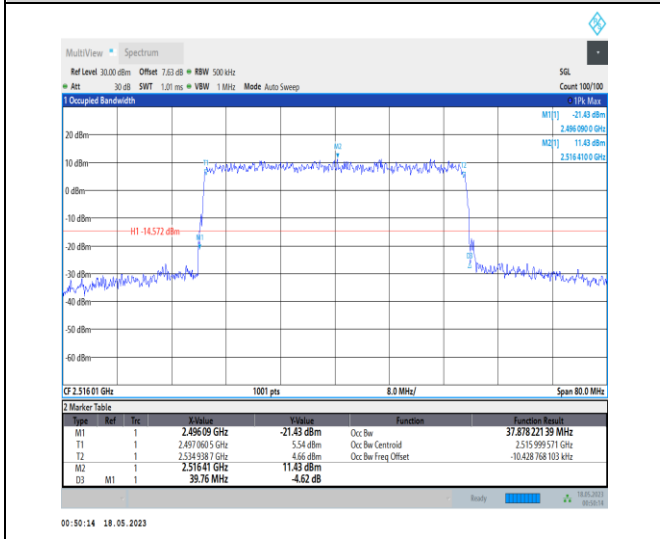 MultiView Spectrum
Ref Level 30.00 dBm Offset 7.63 dB RBW 500 kHz SGL
Att 30 dB SWT 1.01 ms VBW 1 MHz Mode Auto Sweep Count 100/100
1 Occupied Bandwidth 1Pk Max
M1[1] -21.43 dBm
2.496 090 0 GHz
M2[1] 11.43 dBm
2.516 410 0 GHz
20 dBm
M2
10 dBm
T1
T2
0 dBm
-10 dBm
H1 -14.572 dBm
M1
-20 dBm
D3
-30 dBm
-40 dBm
-50 dBm
-60 dBm
CF 2.516 01 GHz 1001 pts 8.0 MHz/ Span 80.0 MHz
2 Marker Table
Type Ref Trc X-Value Y-Value Function Function Result
M1 1 2.496 09 GHz -21.43 dBm Occ Bw 37.878 221 39 MHz
T1 1 2.497 060 5 GHz 5.54 dBm Occ Bw Centroid 2.515 999 571 GHz
T2 1 2.534 938 7 GHz 4.66 dBm Occ Bw Freq Offset -10.428 768 103 kHz
M2 1 2.516 41 GHz 11.43 dBm
D3 M1 1 39.76 MHz -4.62 dB
Ready 18.05.2023
00:50:14
00:50:14 18.05.2023